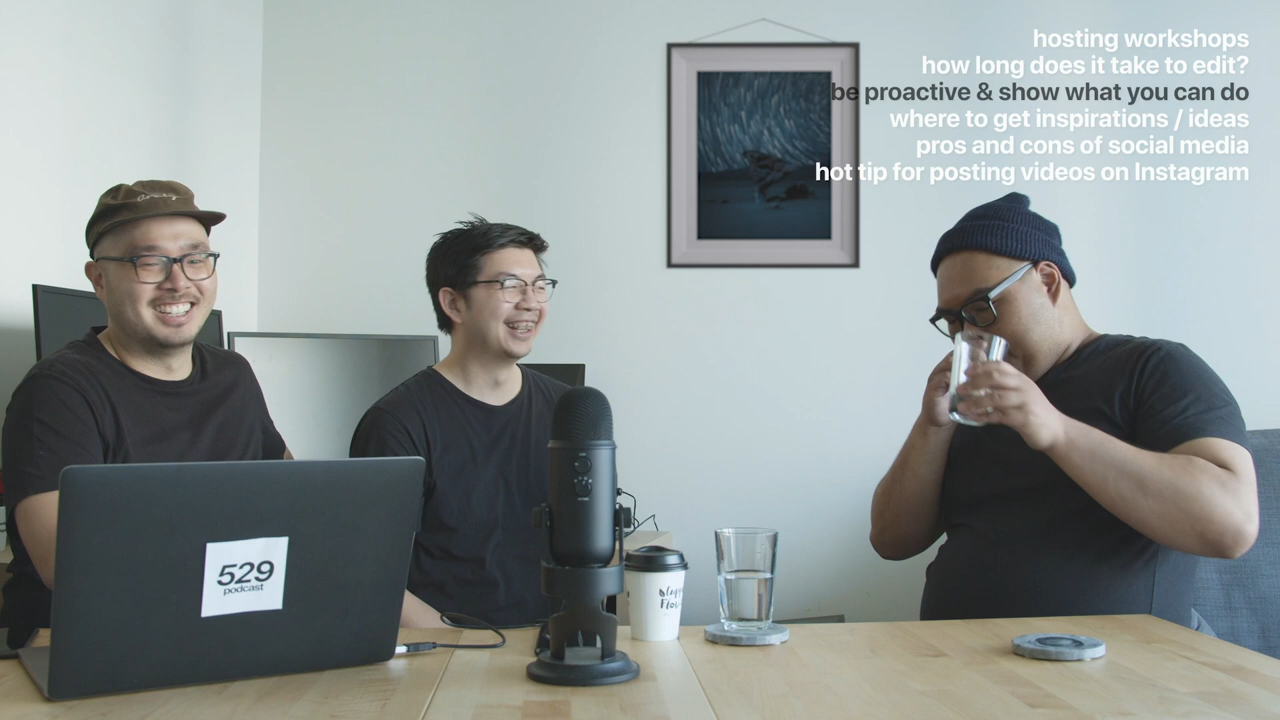 hosting workshops
how long does it take to edit?
be proactive & show what you can do
where to get inspirations / ideas
pros and cons of social media
hot tip for posting videos on Instagram
529
podcast